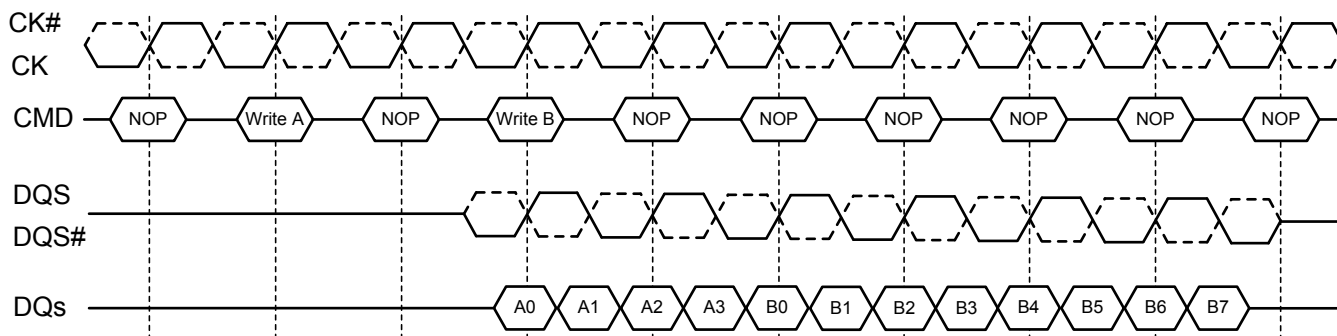 CK#
CK
CMD NOP Write A NOP Write B NOP NOP NOP NOP NOP NOP
DQS
DQS#
DQs A0 A1 A2 A3 B0 B1 B2 B3 B4 B5 B6 B7